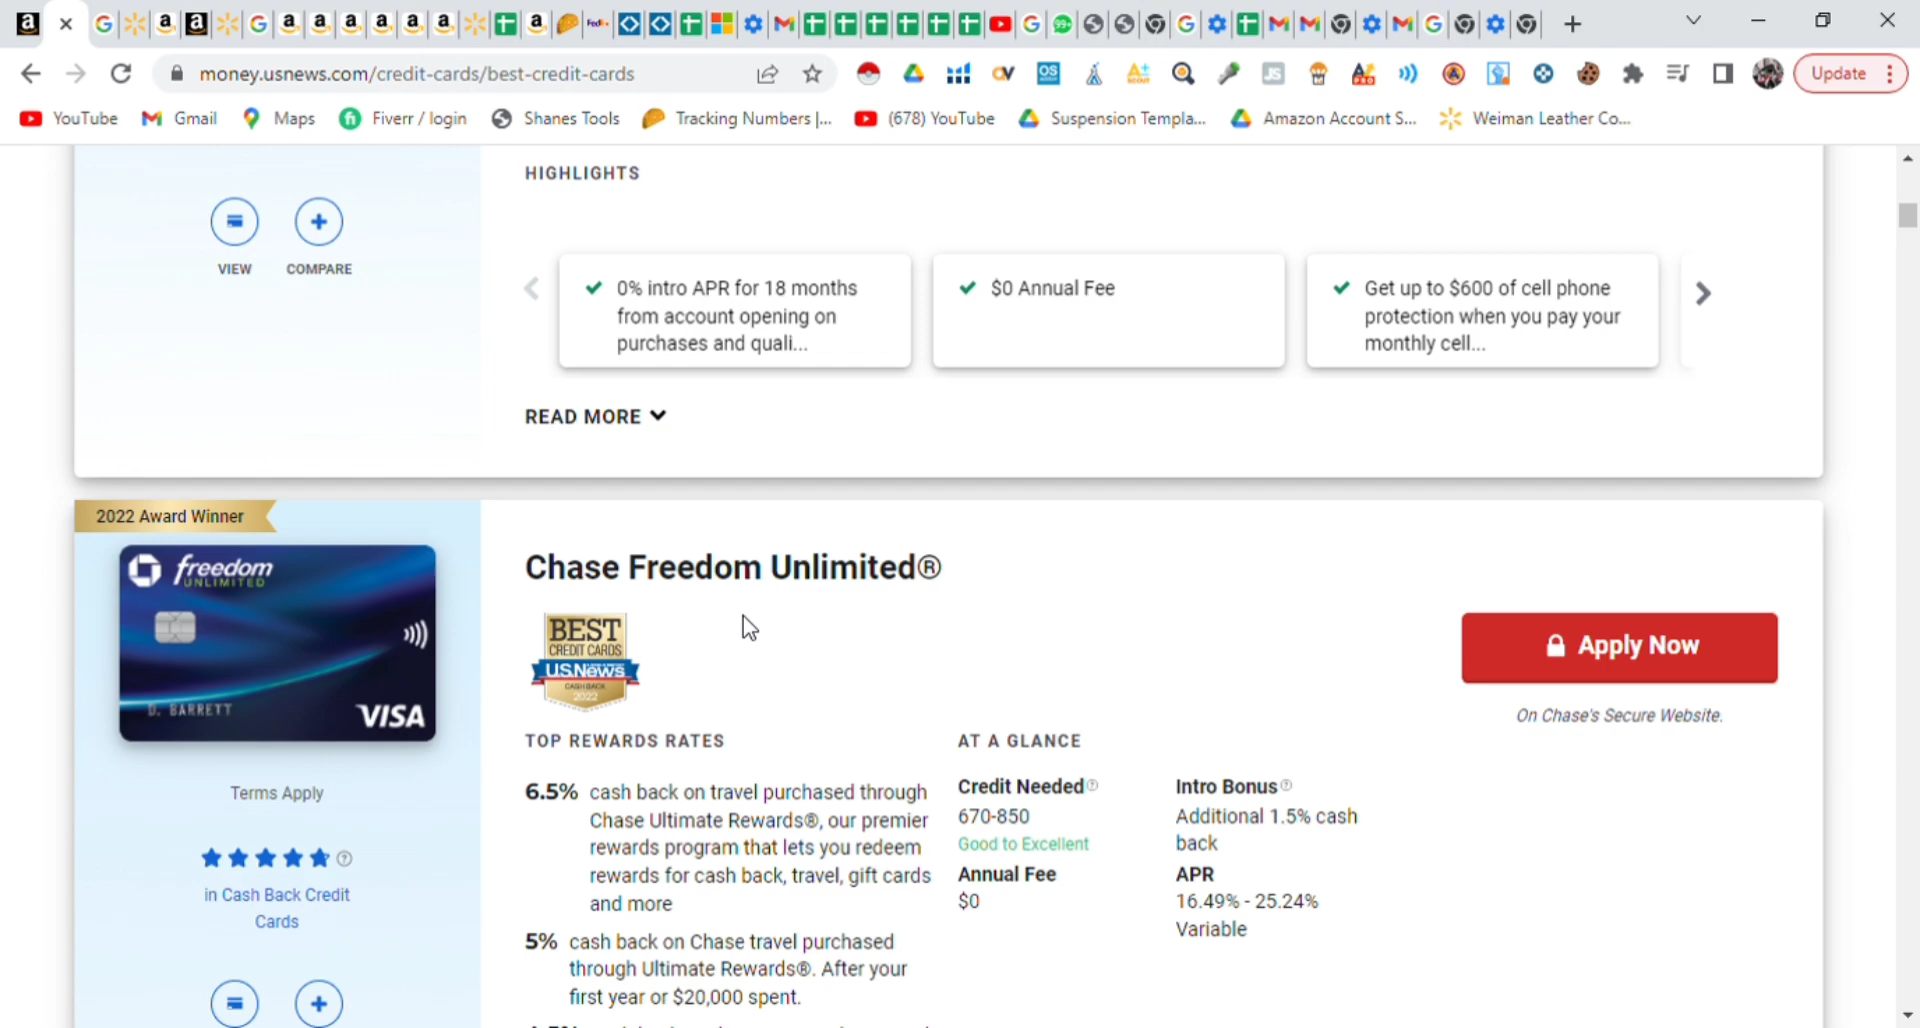 money.usnews.com/credit-cards/best-credit-cards
Update
YouTube
Gmail
Maps
Fiverr / login
Shanes Tools
Tracking Numbers |...
(678) YouTube
Suspension Templa...
Amazon Account S...
Weiman Leather Co...
HIGHLIGHTS
VIEW
COMPARE
0% intro APR for 18 months
from account opening on
purchases and quali...
$0 Annual Fee
Get up to $600 of cell phone
protection when you pay your
monthly cell...
READ MORE
2022 Award Winner
freedom
UNLIMITED
D. BARRETT
VISA
Terms Apply
in Cash Back Credit
Cards
Chase Freedom Unlimited®
BEST
CREDIT CARDS
U.S.News
CASH BACK
2022
Apply Now
On Chase's Secure Website.
TOP REWARDS RATES
6.5% cash back on travel purchased through
Chase Ultimate Rewards®, our premier
rewards program that lets you redeem
rewards for cash back, travel, gift cards
and more
5% cash back on Chase travel purchased
through Ultimate Rewards®. After your
first year or $20,000 spent.
AT A GLANCE
Credit Needed
670-850
Good to Excellent
Annual Fee
$0
Intro Bonus
Additional 1.5% cash
back
APR
16.49% - 25.24%
Variable